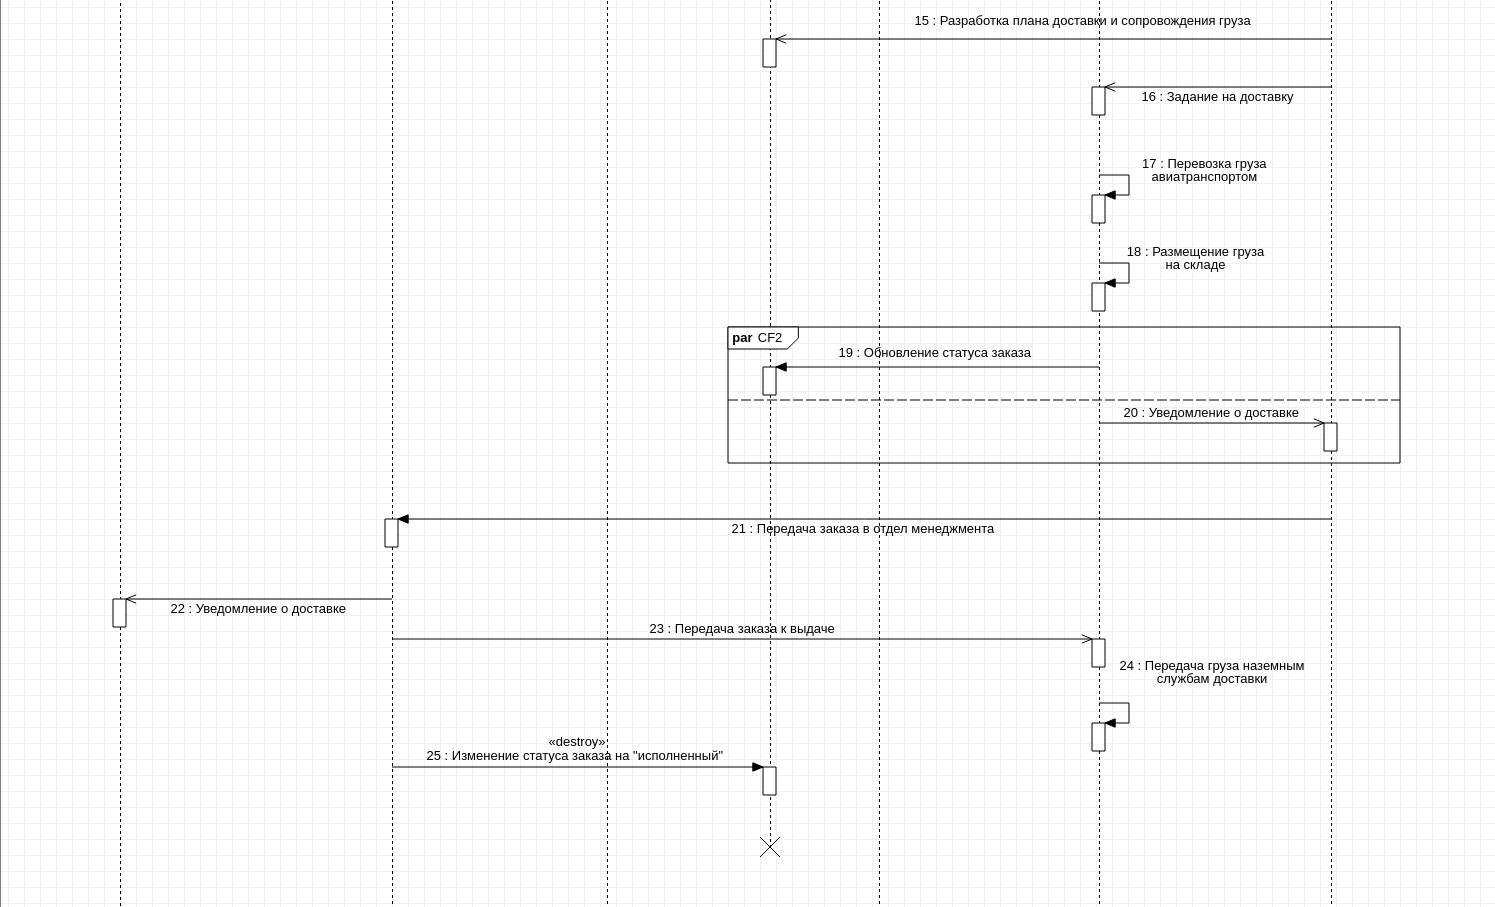 15 : Разработка плана доставки и сопровождения груза
16 : Задание на доставку
17 : Перевозка груза
авиатранспортом
18 : Размещение груза
на складе
par CF2
19 : Обновление статуса заказа
20 : Уведомление о доставке
21 : Передача заказа в отдел менеджмента
22 : Уведомление о доставке
23 : Передача заказа к выдаче
24 : Передача груза наземным
службам доставки
«destroy»
25 : Изменение статуса заказа на "исполненный"